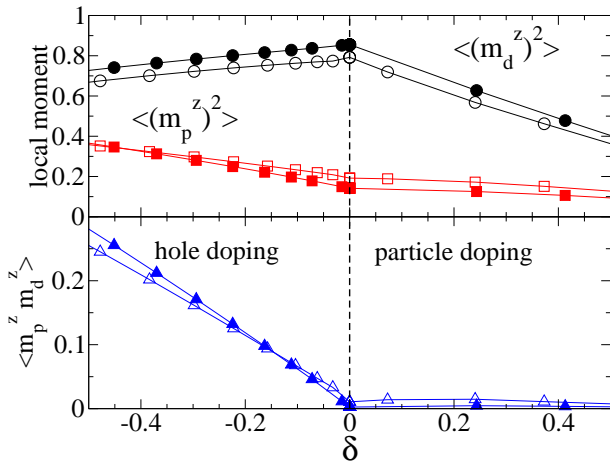 1
0.8
0.6
0.4
0.2
0
local moment
<(m_d^z)^2>
<(m_p^z)^2>
0.2
0.1
0
<m_p^z m_d^z>
hole doping
particle doping
-0.4
-0.2
0
0.2
0.4
δ